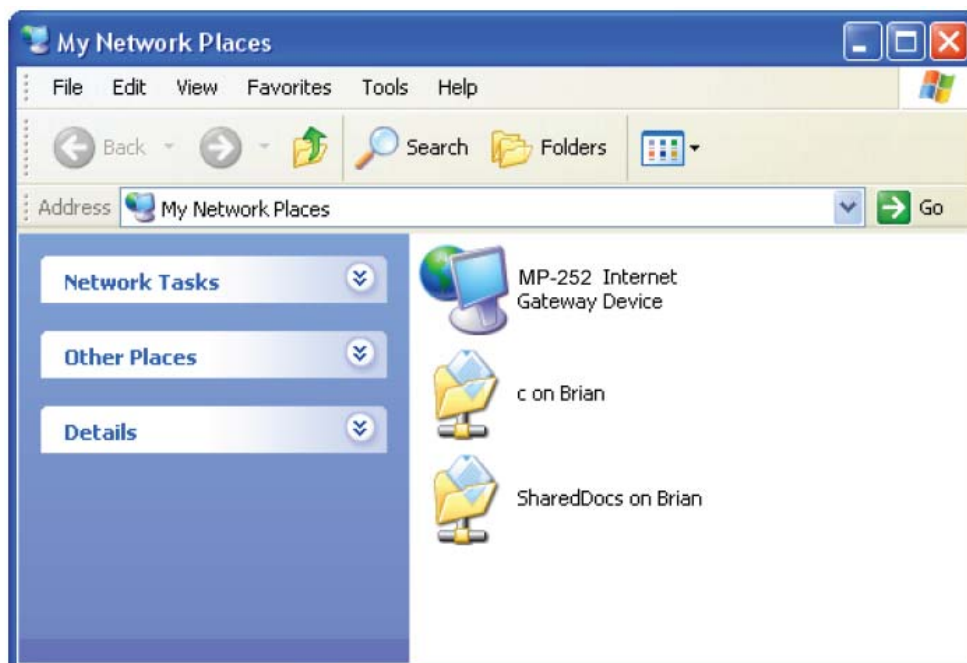 My Network Places
File Edit View Favorites Tools Help
Back Search Folders
Address My Network Places Go
Network Tasks
Other Places
Details
MP-252 Internet
Gateway Device
c on Brian
SharedDocs on Brian